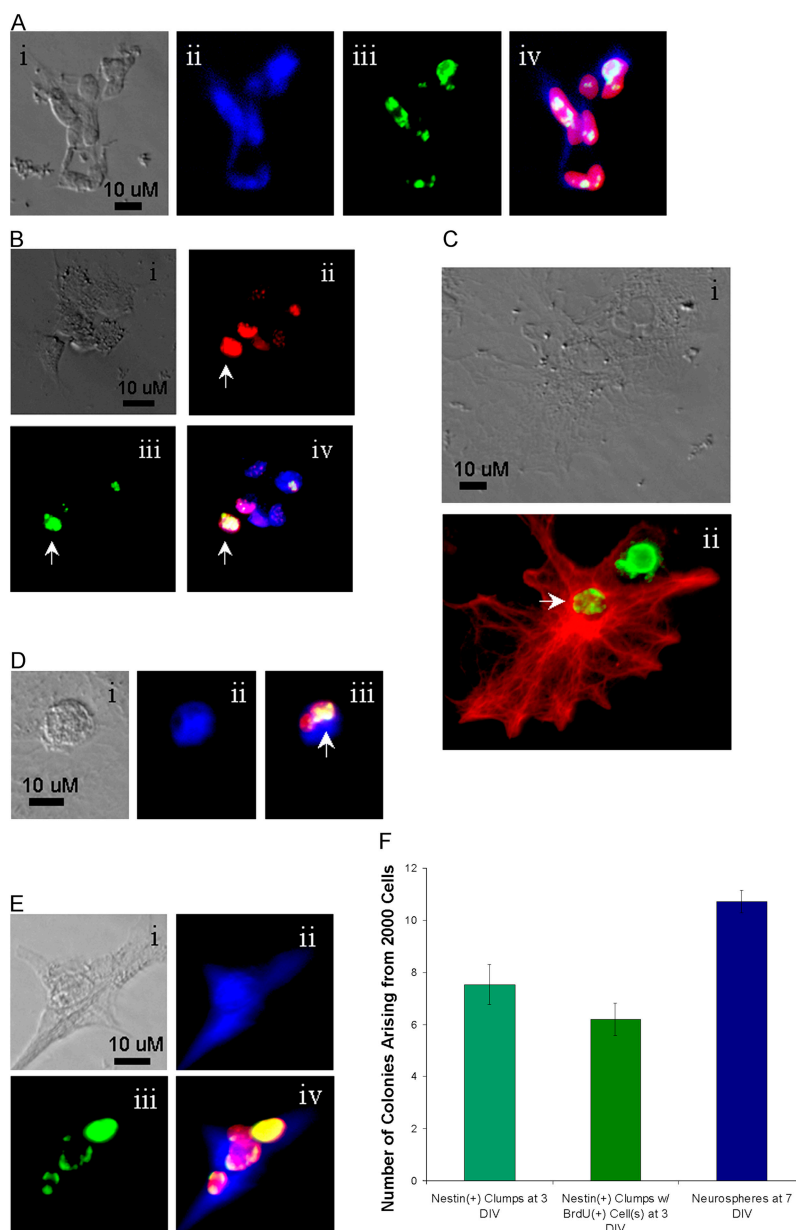 A
i
10 uM
ii
iii
iv
B
i
10 uM
ii
iii
iv
C
i
10 uM
ii
D
i
10 uM
ii
iii
E
i
10 uM
ii
iii
iv
F
Number of Colonies Arising from 2000 Cells
12
10
8
6
4
2
0
Nestin(+) Clumps at 3
DIV
Nestin(+) Clumps w/
BrdU(+) Cell(s) at 3
DIV
Neurospheres at 7
DIV